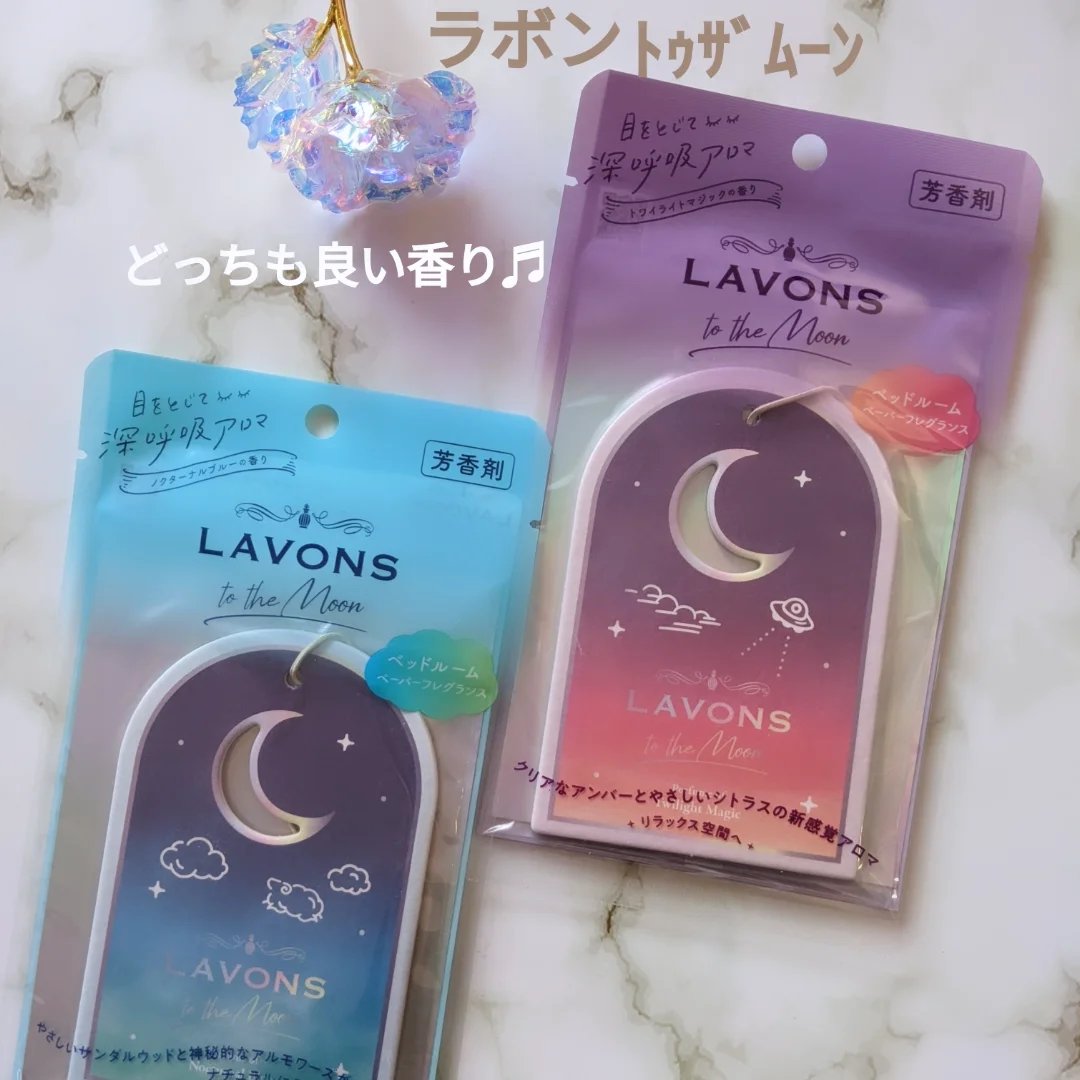 ラボン ﾄｩｻﾞ ﾑｰﾝ
どっちも良い香り♬
目をとじて
深呼吸アロマ
トワイライトマジックの香り
芳香剤
LAVONS
to the Moon
ベッドルーム
ペーパーフレグランス
LAVONS
to the Moon
Twilight Magic
クリアなアンバーとやさしいシトラスの新感覚アロマ
リラックス空間へ
目をとじて
深呼吸アロマ
ノクターナルブルーの香り
芳香剤
LAVONS
to the Moon
ベッドルーム
ペーパーフレグランス
LAVONS
to the Moon
やさしいサンダルウッドと神秘的なアルモワーズが
ナチュラル